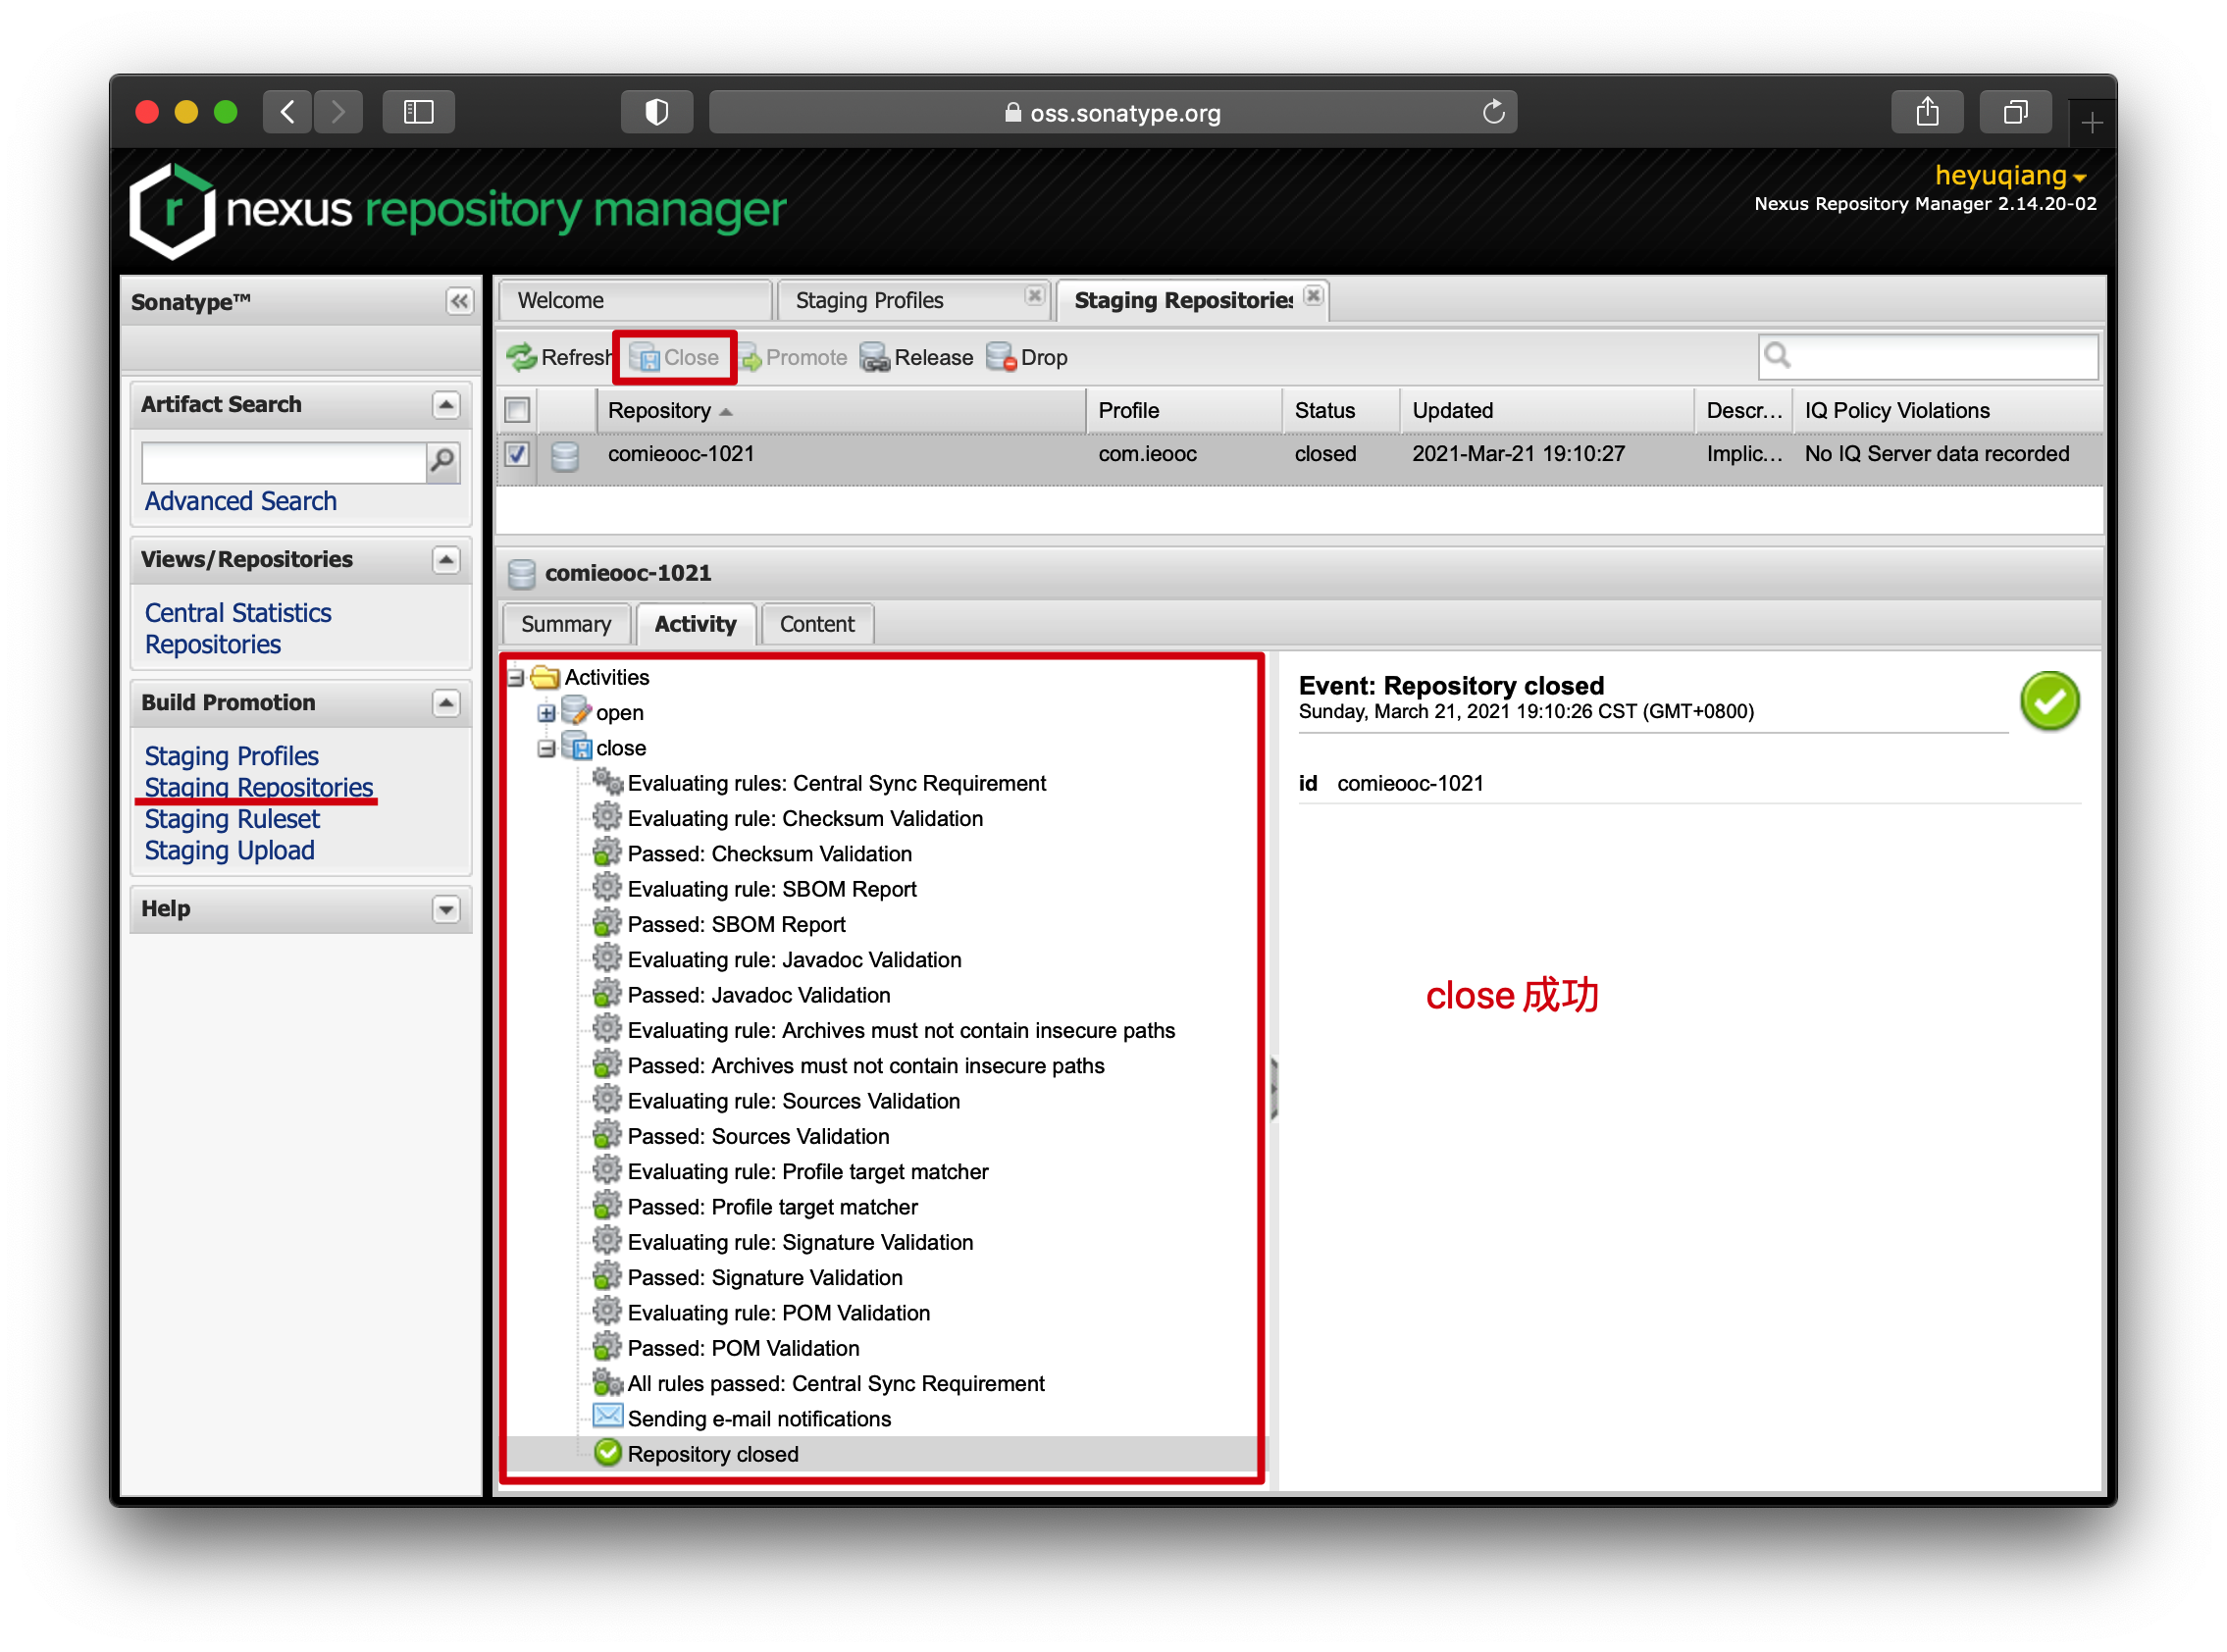 oss.sonatype.org
nexus repository manager
heyuqiang
Nexus Repository Manager 2.14.20-02
Sonatype™
Artifact Search
Advanced Search
Views/Repositories
Central Statistics
Repositories
Build Promotion
Staging Profiles
Staging Repositories
Staging Ruleset
Staging Upload
Help
Welcome
Staging Profiles
Staging Repositories
Refresh
Close
Promote
Release
Drop
Repository
Profile
Status
Updated
Descr...
IQ Policy Violations
comieooc-1021
com.ieooc
closed
2021-Mar-21 19:10:27
Implic...
No IQ Server data recorded
comieooc-1021
Summary
Activity
Content
Activities
open
close
Evaluating rules: Central Sync Requirement
Evaluating rule: Checksum Validation
Passed: Checksum Validation
Evaluating rule: SBOM Report
Passed: SBOM Report
Evaluating rule: Javadoc Validation
Passed: Javadoc Validation
Evaluating rule: Archives must not contain insecure paths
Passed: Archives must not contain insecure paths
Evaluating rule: Sources Validation
Passed: Sources Validation
Evaluating rule: Profile target matcher
Passed: Profile target matcher
Evaluating rule: Signature Validation
Passed: Signature Validation
Evaluating rule: POM Validation
Passed: POM Validation
All rules passed: Central Sync Requirement
Sending e-mail notifications
Repository closed
Event: Repository closed
Sunday, March 21, 2021 19:10:26 CST (GMT+0800)
id comieooc-1021
close 成功